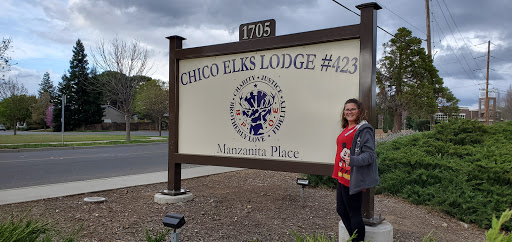 1705
CHICO ELKS LODGE #423
CHARITY · JUSTICE
BROTHERLY LOVE · FIDELITY
B P O E
Manzanita Place